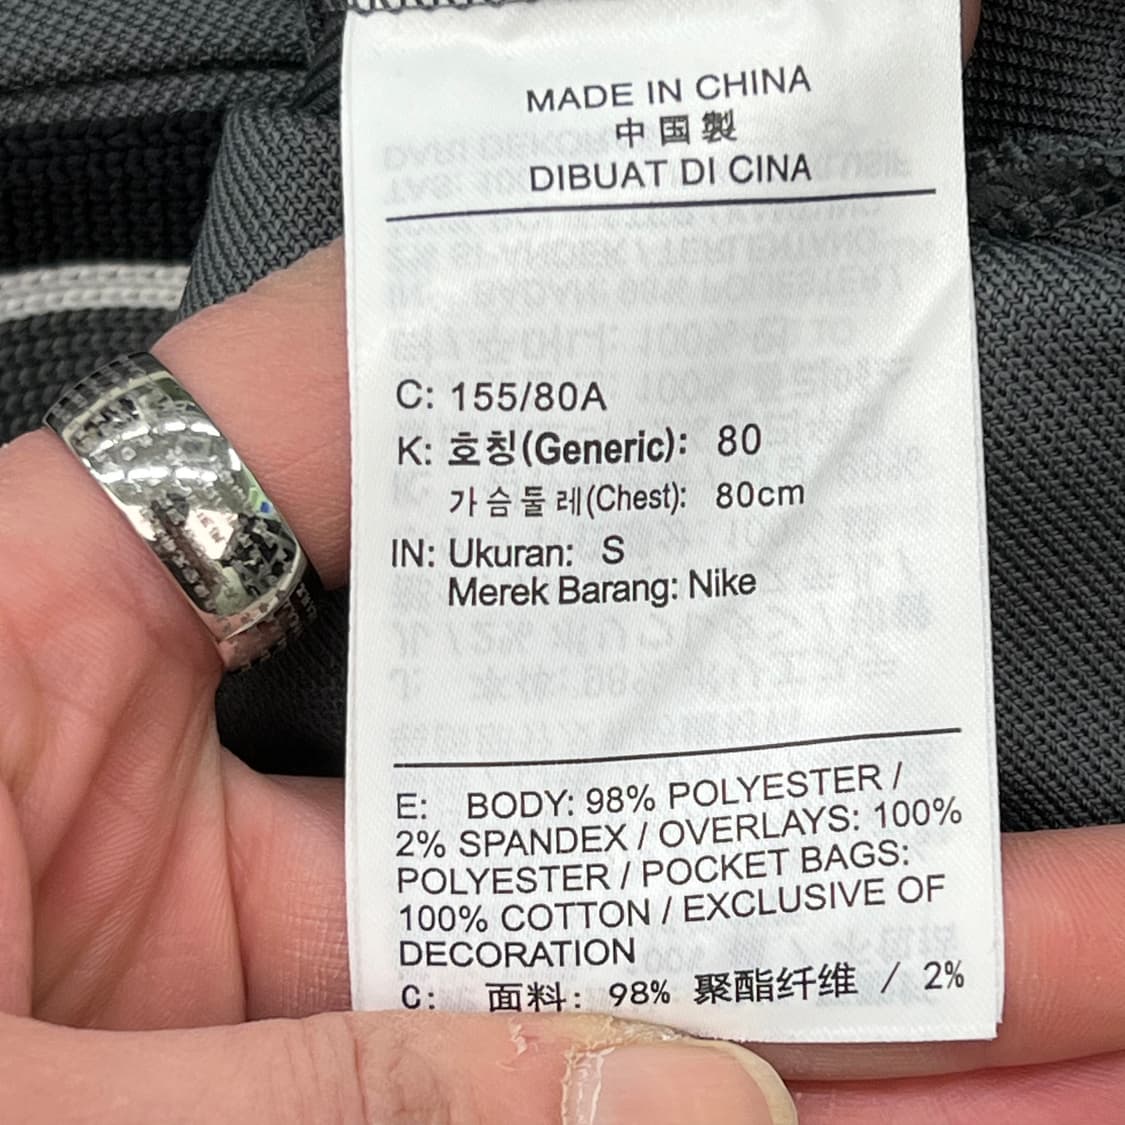 MADE IN CHINA
中国製
DIBUAT DI CINA
C: 155/80A
K: 호칭(Generic): 80
가슴둘레(Chest): 80cm
IN: Ukuran: S
Merek Barang: Nike
E: BODY: 98% POLYESTER /
2% SPANDEX / OVERLAYS: 100%
POLYESTER / POCKET BAGS:
100% COTTON / EXCLUSIVE OF
DECORATION
C: 面料: 98% 聚酯纤维 / 2%